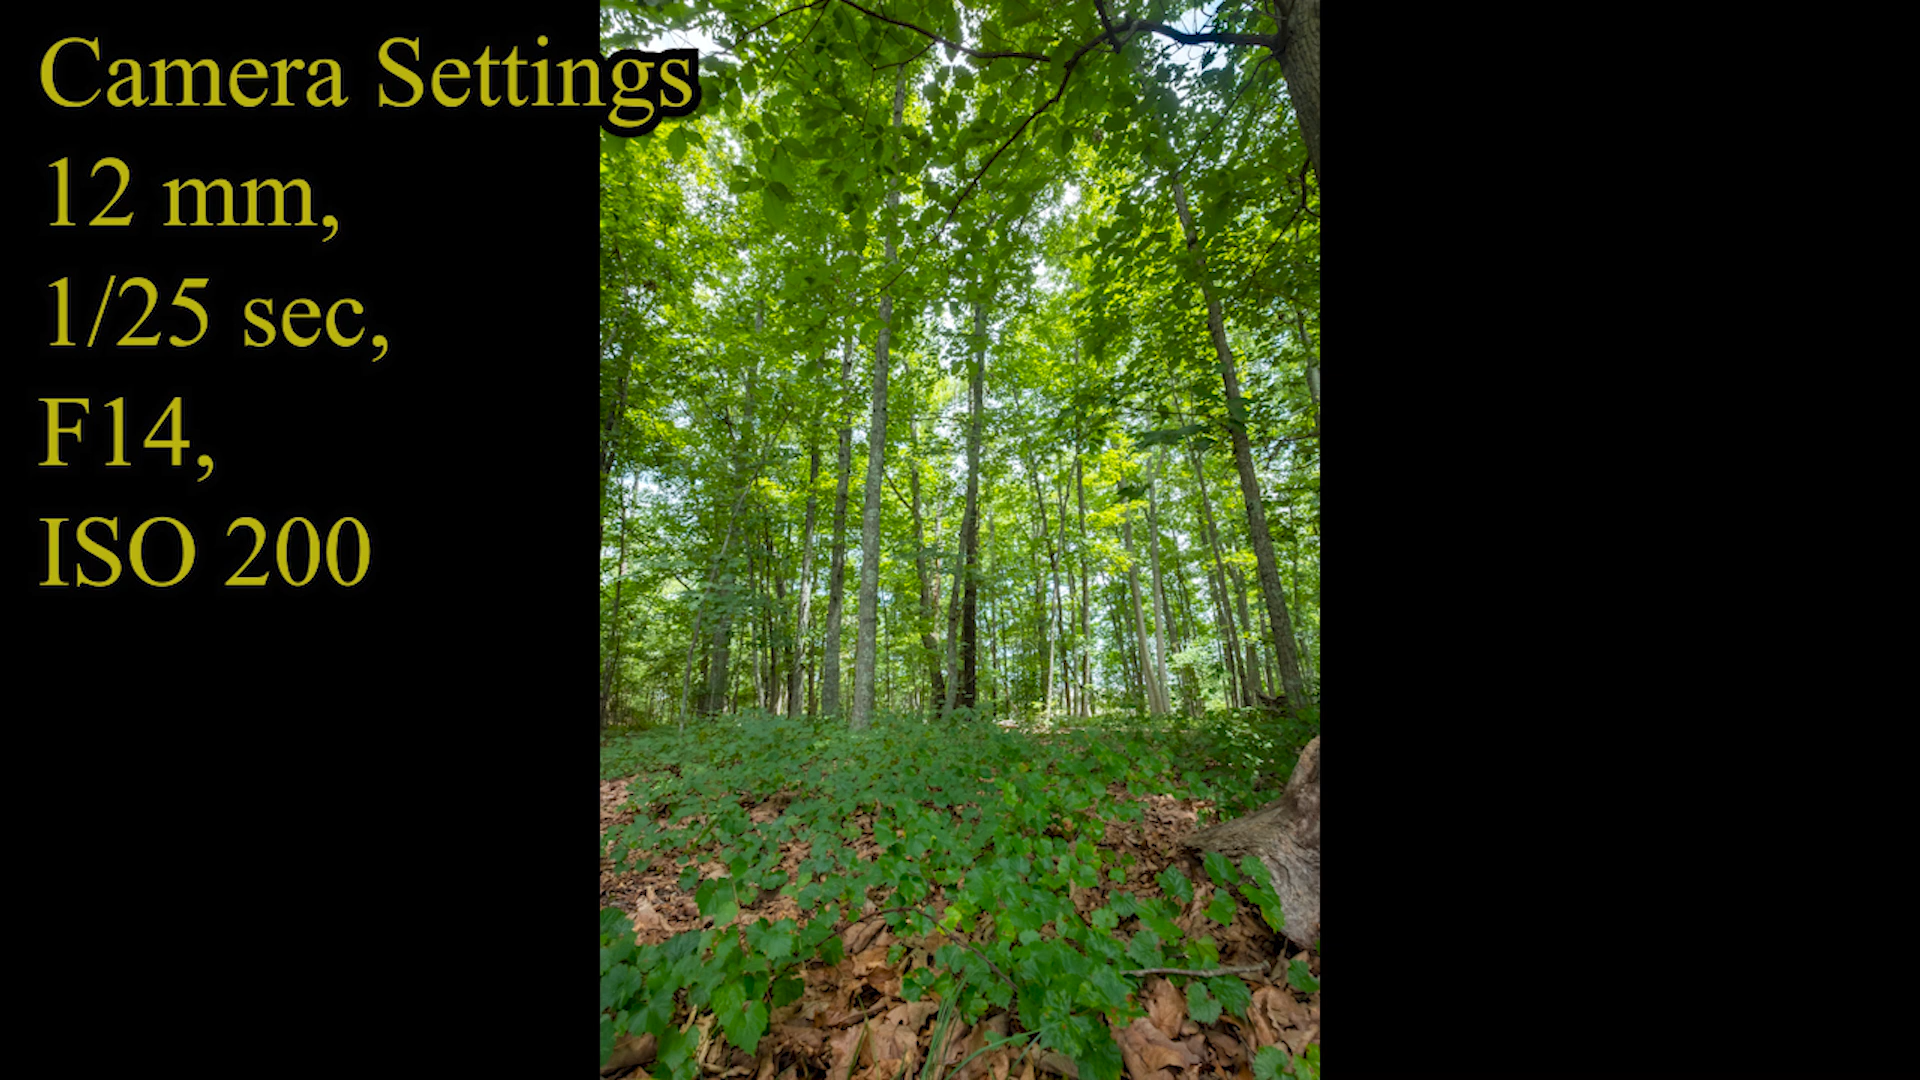 Camera Settings
12 mm,
1/25 sec,
F14,
ISO 200